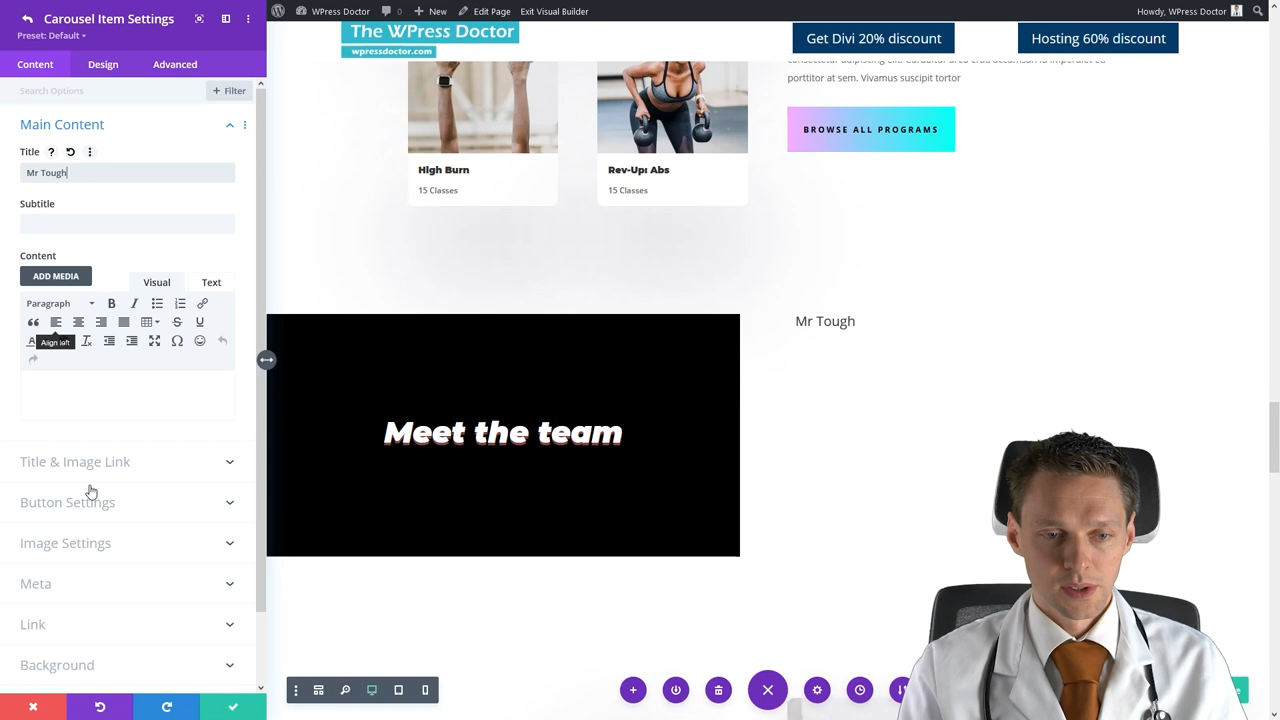 Carousel Item Settings
Preset: Default
Content
Design
Advanced
Search Options
+ Filter
Main Content
Title ?
Mr Tough
Subtitle
Content
ADD MEDIA
Visual
Text
Paragraph
B
I
S
U
A
Align left
Title & Image Link
Button Settings
Image Settings
Meta
Link
Background
WPress Doctor
0
+ New
Edit Page
Exit Visual Builder
Howdy, WPress Doctor
The WPress Doctor
wpressdoctor.com
Get Divi 20% discount
Hosting 60% discount
porttitor at sem. Vivamus suscipit tortor
BROWSE ALL PROGRAMS
High Burn
15 Classes
Rev-Up: Abs
15 Classes
Mr Tough
Meet the team